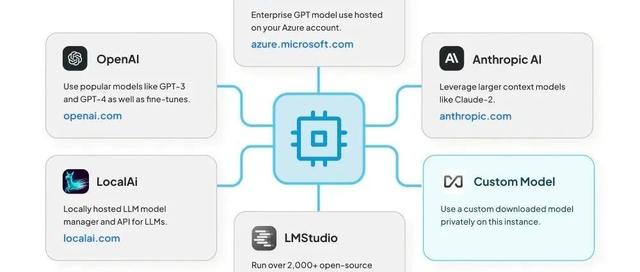 Enterprise GPT model use hosted
on your Azure account.
azure.microsoft.com
OpenAI
Use popular models like GPT-3
and GPT-4 as well as fine-tunes.
openai.com
Anthropic AI
Leverage larger context models
like Claude-2.
anthropic.com
LocalAi
Locally hosted LLM model
manager and API for LLMs.
localai.com
Custom Model
Use a custom downloaded model
privately on this instance.
LMStudio
Run over 2,000+ open-source